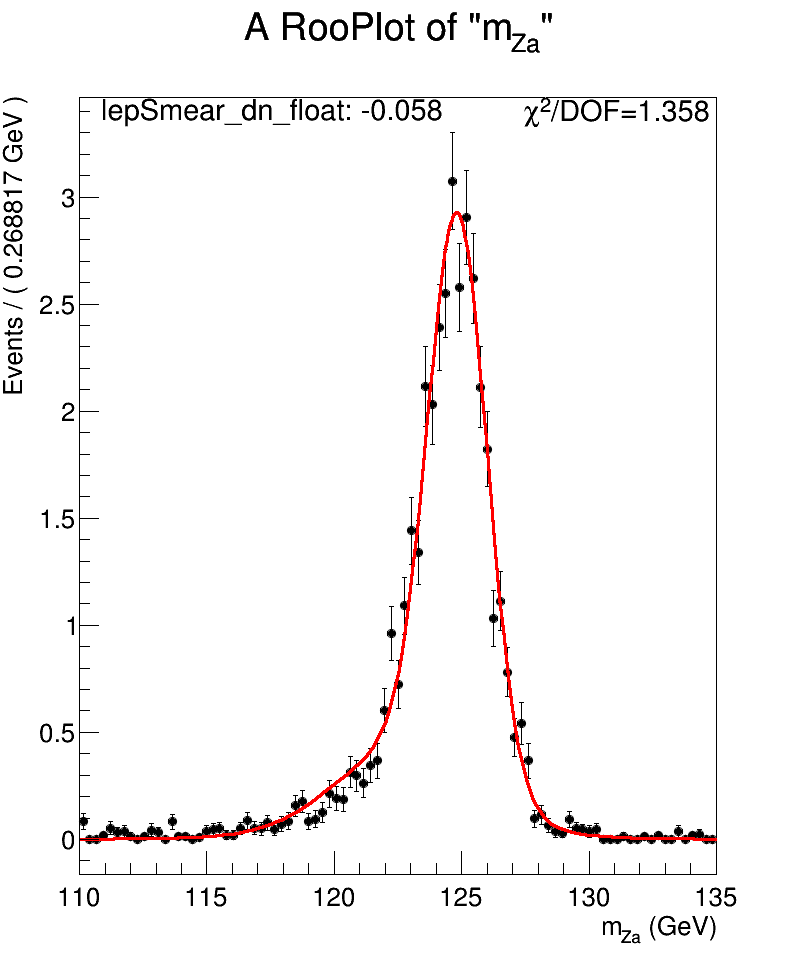 A RooPlot of "m_Za"
lepSmear_dn_float: -0.058
χ²/DOF=1.358
Events / ( 0.268817 GeV )
3
2.5
2
1.5
1
0.5
0
110 115 120 125 130 135
m_Za (GeV)